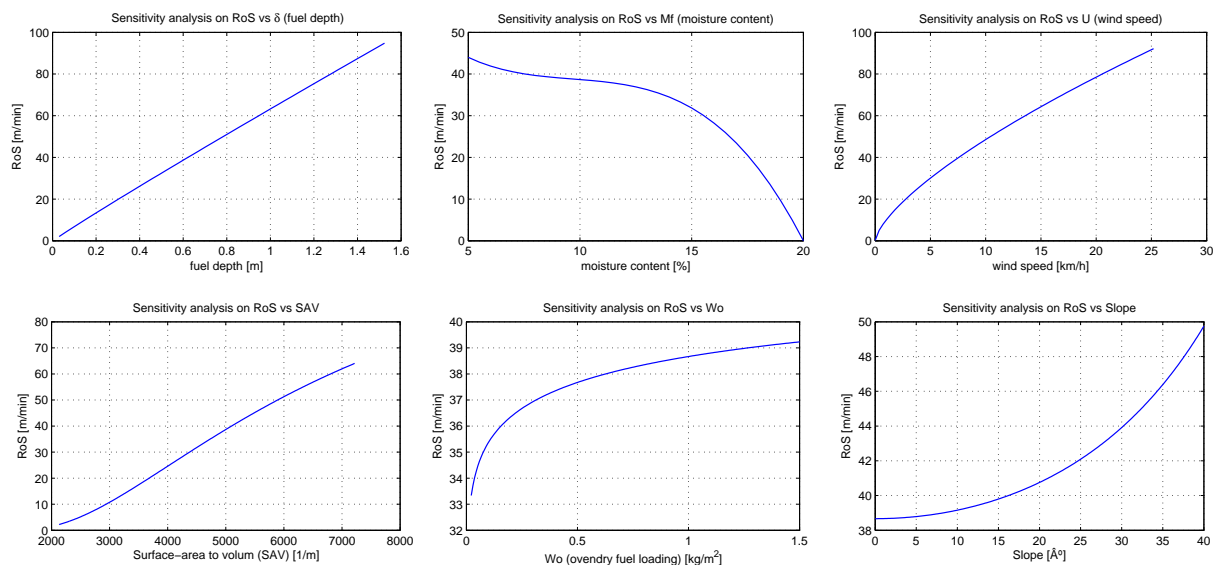 Sensitivity analysis on RoS vs δ (fuel depth)
RoS [m/min]
100
80
60
40
20
0
0 0.2 0.4 0.6 0.8 1 1.2 1.4 1.6
fuel depth [m]
Sensitivity analysis on RoS vs Mf (moisture content)
RoS [m/min]
50
40
30
20
10
0
5 10 15 20
moisture content [%]
Sensitivity analysis on RoS vs U (wind speed)
RoS [m/min]
100
80
60
40
20
0
0 5 10 15 20 25 30
wind speed [km/h]
Sensitivity analysis on RoS vs SAV
RoS [m/min]
80
70
60
50
40
30
20
10
0
2000 3000 4000 5000 6000 7000 8000
Surface−area to volum (SAV) [1/m]
Sensitivity analysis on RoS vs Wo
RoS [m/min]
40
39
38
37
36
35
34
33
32
0 0.5 1 1.5
Wo (ovendry fuel loading) [kg/m²]
Sensitivity analysis on RoS vs Slope
RoS [m/min]
50
48
46
44
42
40
38
0 5 10 15 20 25 30 35 40
Slope [Âº]